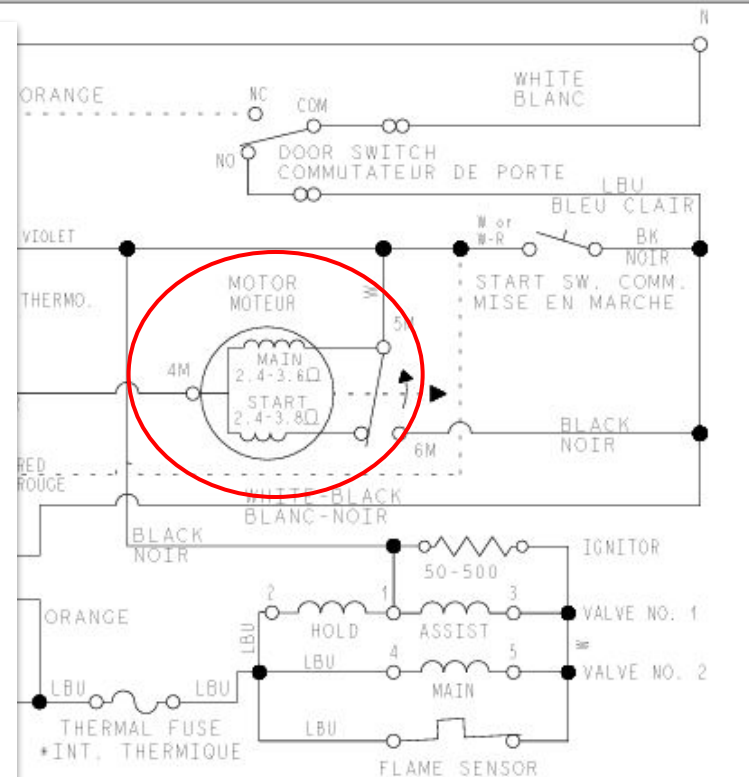 N
WHITE
BLANC
ORANGE
NC
COM
NO
DOOR SWITCH
COMMUTATEUR DE PORTE
LBU
BLEU CLAIR
VIOLET
W or
W-R
BK
NOIR
START SW. COMM.
MISE EN MARCHE
MOTOR
MOTEUR
W
THERMO.
5M
MAIN
2.4-3.6Ω
4M
START
2.4-3.8Ω
6M
BLACK
NOIR
RED
ROUGE
WHITE-BLACK
BLANC-NOIR
BLACK
NOIR
IGNITOR
50-500
2
1
3
ORANGE
HOLD
ASSIST
VALVE NO. 1
LBU
W
LBU
4
5
VALVE NO. 2
MAIN
LBU
LBU
THERMAL FUSE
*INT. THERMIQUE
LBU
FLAME SENSOR